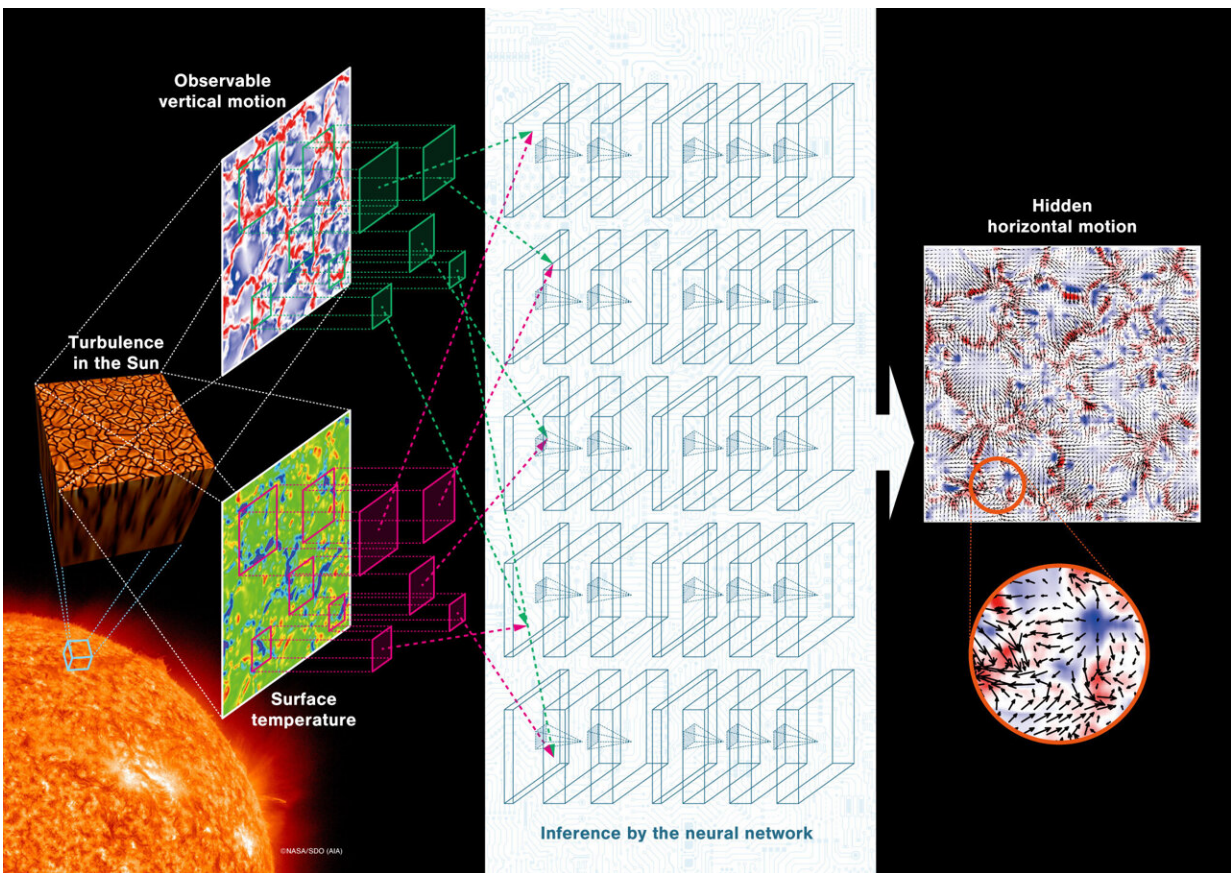 Observable
vertical motion
Turbulence
in the Sun
Surface
temperature
©NASA/SDO (AIA)
Inference by the neural network
Hidden
horizontal motion